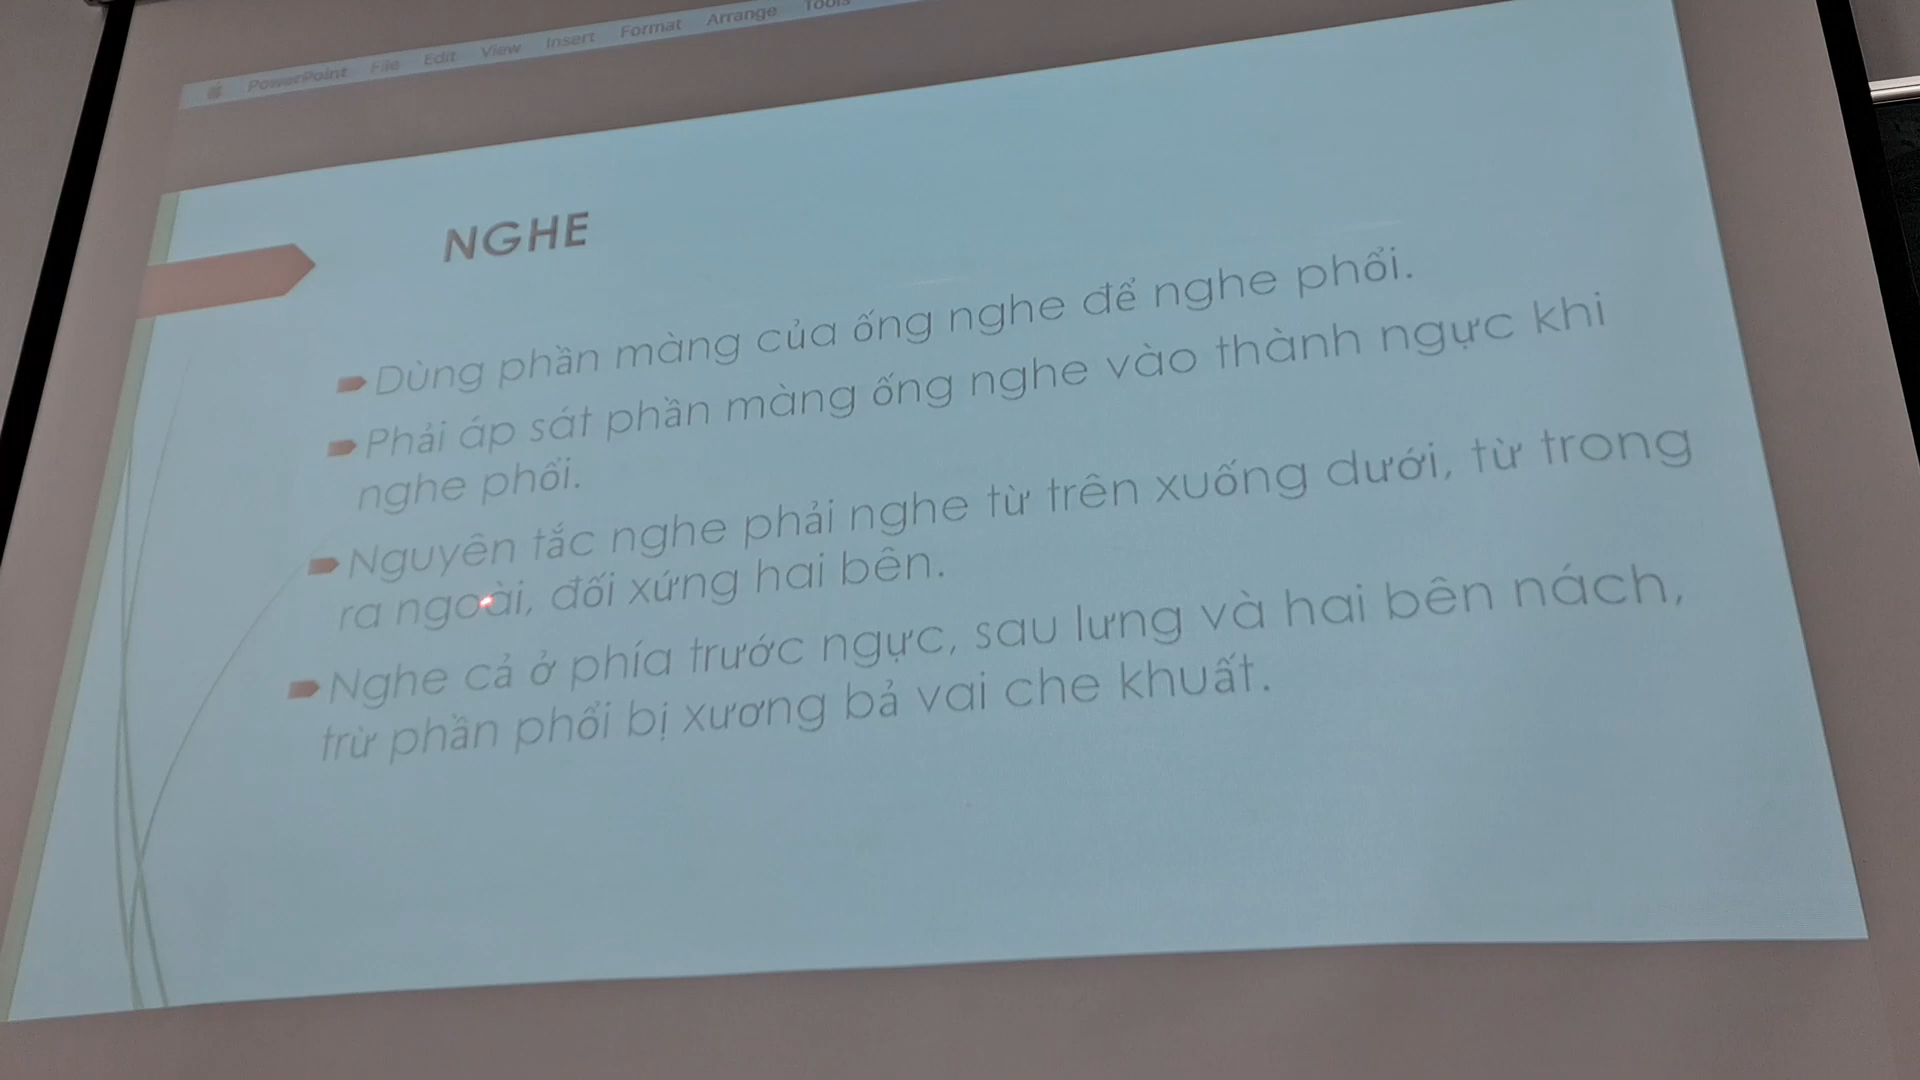 PowerPoint File Edit View Insert Format Arrange Tools
NGHE
Dùng phần màng của ống nghe để nghe phổi.
Phải áp sát phần màng ống nghe vào thành ngực khi
nghe phổi.
Nguyên tắc nghe phải nghe từ trên xuống dưới, từ trong
ra ngoài, đối xứng hai bên.
Nghe cả ở phía trước ngực, sau lưng và hai bên nách,
trừ phần phổi bị xương bả vai che khuất.